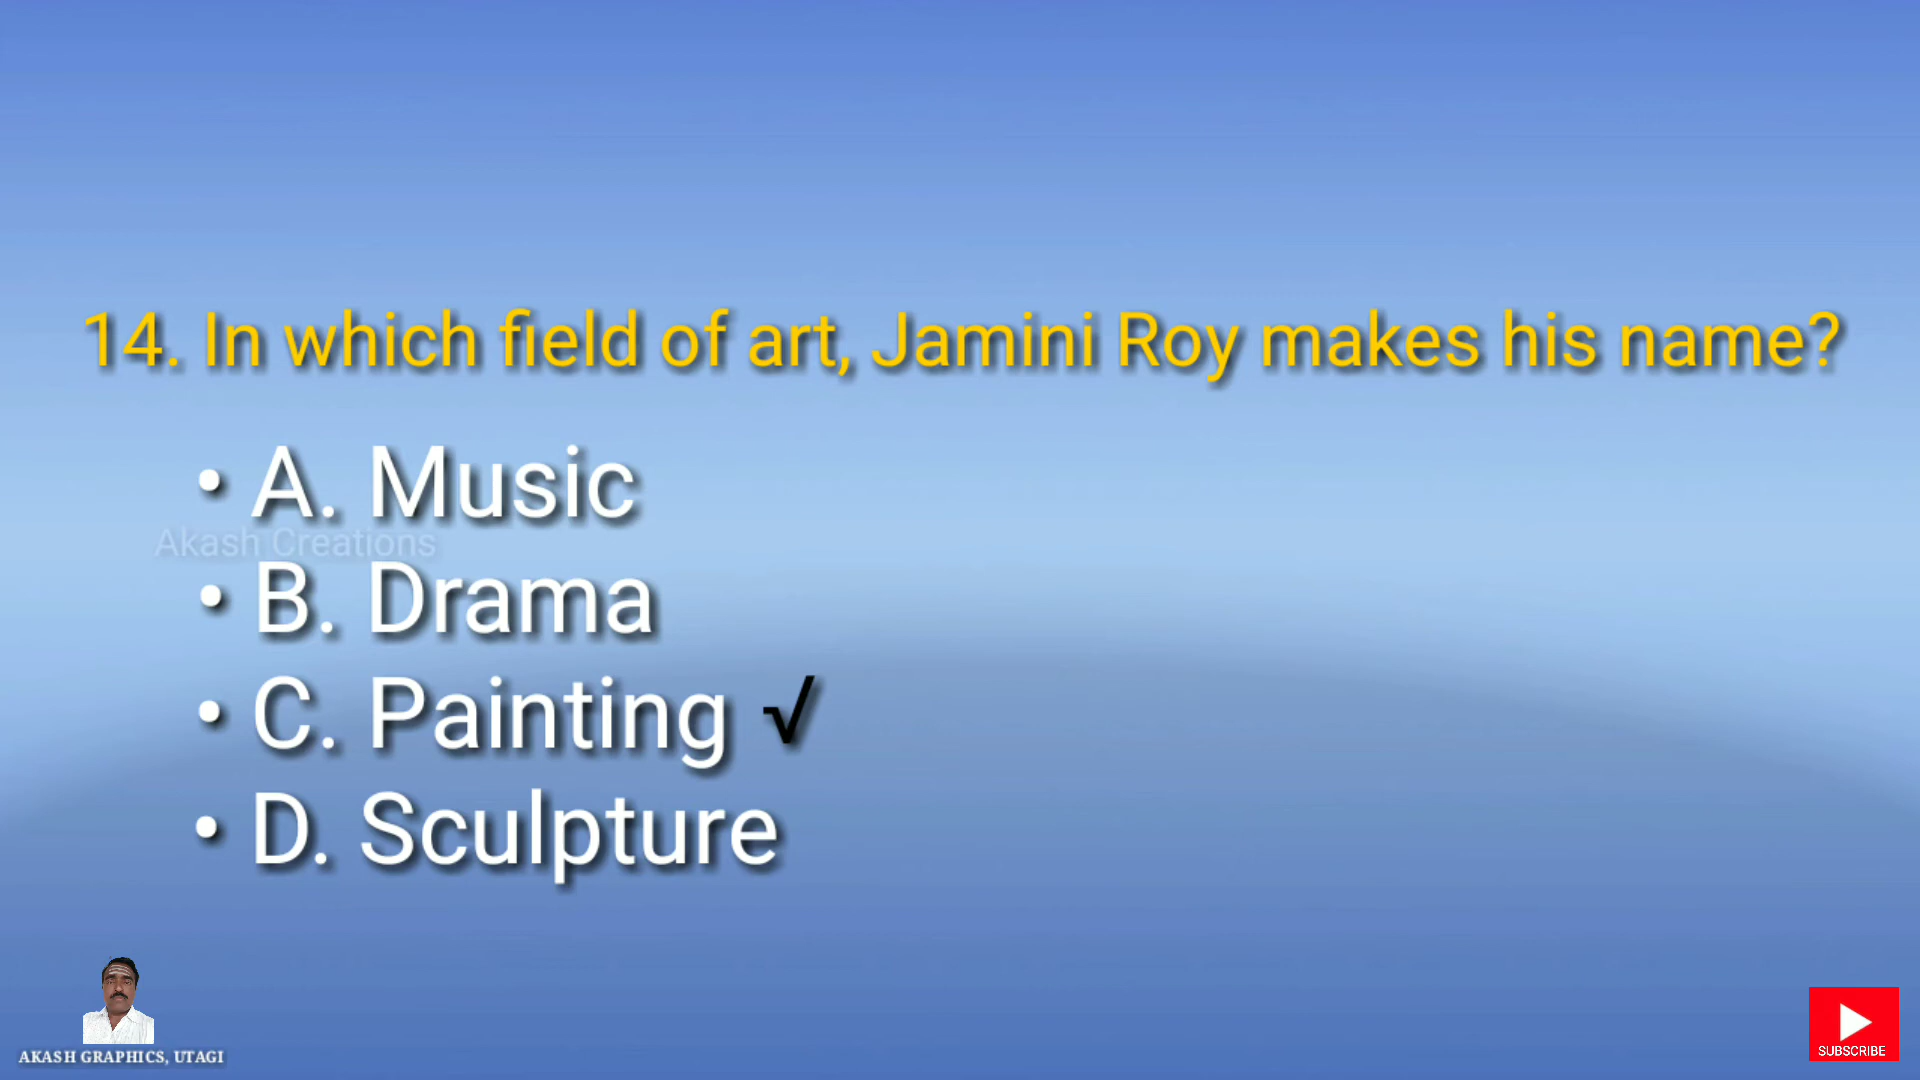 14. In which field of art, Jamini Roy makes his name?
• A. Music
Akash Creations
• B. Drama
• C. Painting √
• D. Sculpture
AKASH GRAPHICS, UTAGI
SUBSCRIBE